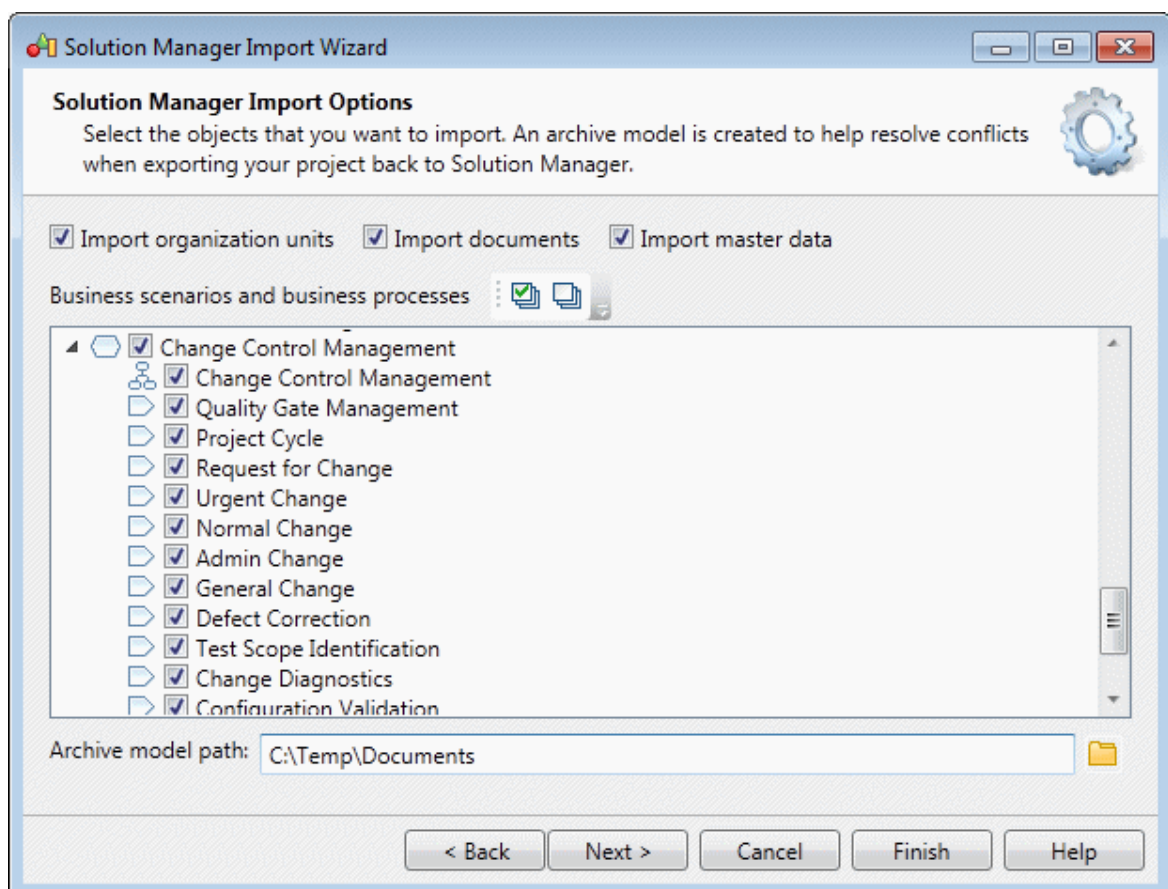 Solution Manager Import Wizard
Solution Manager Import Options
Select the objects that you want to import. An archive model is created to help resolve conflicts
when exporting your project back to Solution Manager.
Import organization units Import documents Import master data
Business scenarios and business processes
Change Control Management
Change Control Management
Quality Gate Management
Project Cycle
Request for Change
Urgent Change
Normal Change
Admin Change
General Change
Defect Correction
Test Scope Identification
Change Diagnostics
Configuration Validation
Archive model path: C:\Temp\Documents
< Back Next > Cancel Finish Help